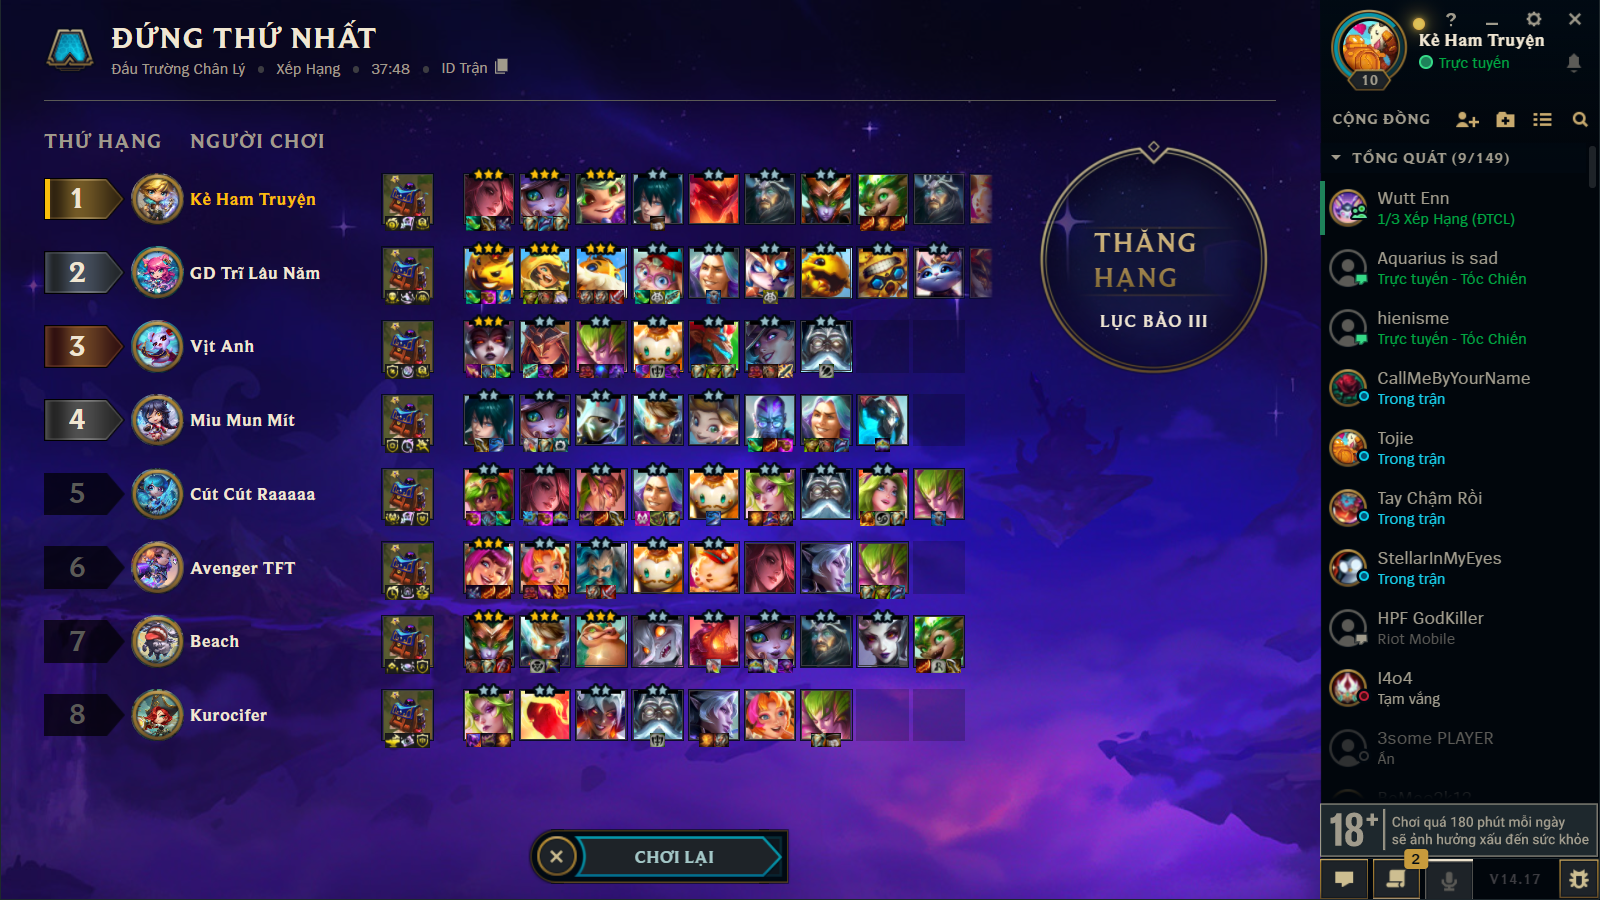 ĐỨNG THỨ NHẤT
Đấu Trường Chân Lý • Xếp Hạng • 37:48 • ID Trận
THỨ HẠNG NGƯỜI CHƠI
1 Kẻ Ham Truyện
2 GD Trĩ Lâu Năm
3 Vịt Anh
4 Miu Mun Mít
5 Cút Cút Raaaaa
6 Avenger TFT
7 Beach
8 Kurocifer
THĂNG
HẠNG
LỤC BẢO III
CHƠI LẠI
?
Kẻ Ham Truyện
Trực tuyến
10
CỘNG ĐỒNG
TỔNG QUÁT (9/149)
Wutt Enn
1/3 Xếp Hạng (ĐTCL)
Aquarius is sad
Trực tuyến - Tốc Chiến
hienisme
Trực tuyến - Tốc Chiến
CallMeByYourName
Trong trận
Tojie
Trong trận
Tay Chậm Rồi
Trong trận
StellarInMyEyes
Trong trận
HPF GodKiller
Riot Mobile
I4o4
Tạm vắng
3some PLAYER
Ẩn
18+
Chơi quá 180 phút mỗi ngày
sẽ ảnh hưởng xấu đến sức khỏe
2
V14.17